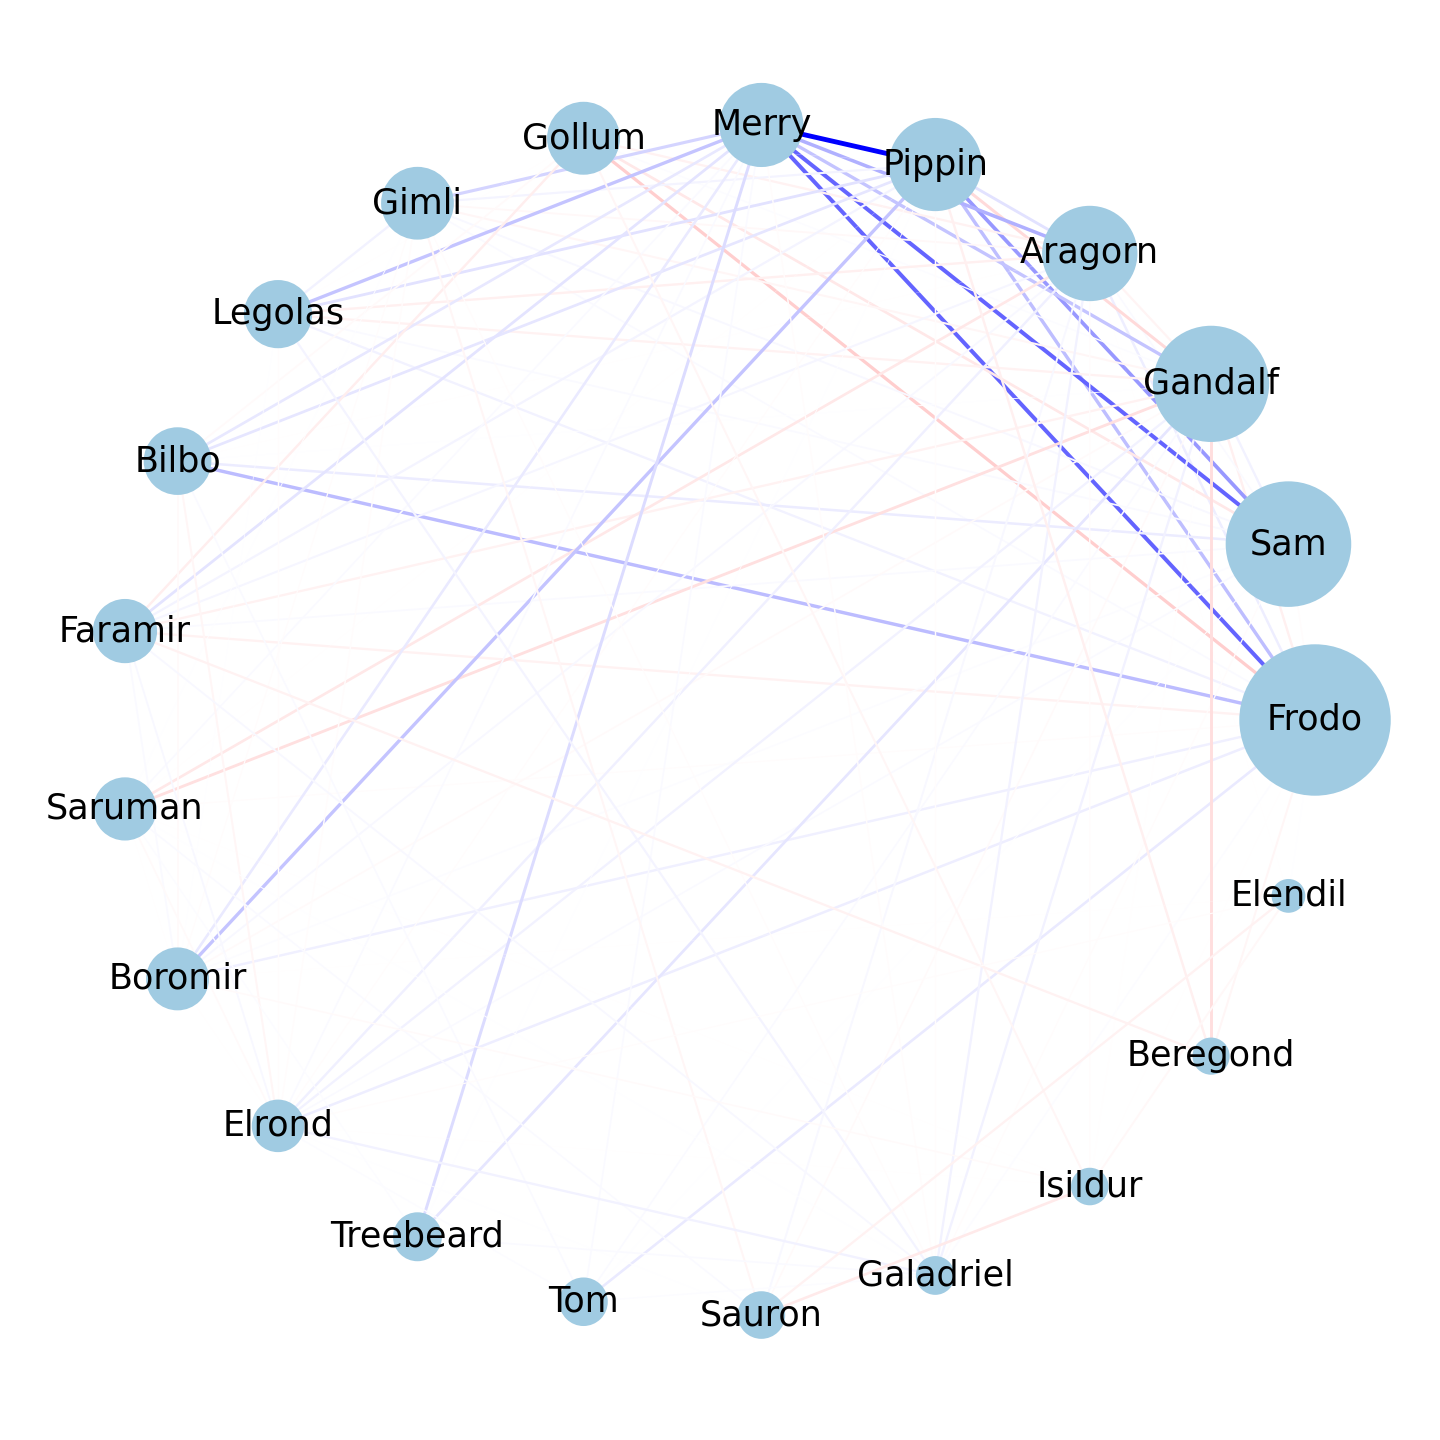 Merry
Gollum
Pippin
Gimli
Aragorn
Legolas
Gandalf
Bilbo
Sam
Faramir
Frodo
Saruman
Elendil
Boromir
Beregond
Elrond
Isildur
Treebeard
Galadriel
Tom
Sauron